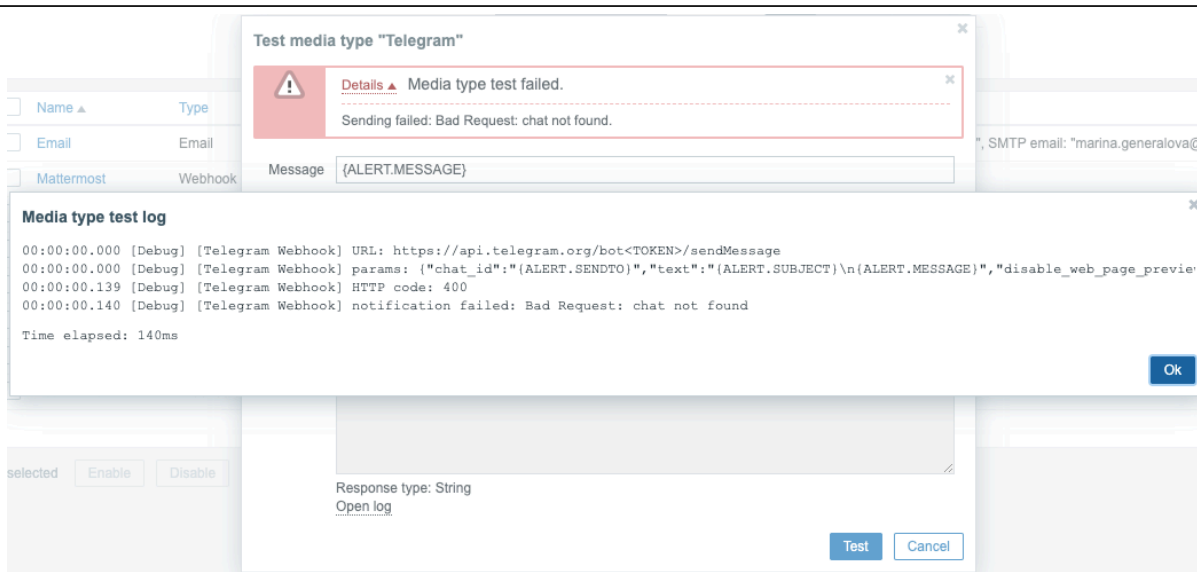 Test media type "Telegram"
Details Media type test failed.
Sending failed: Bad Request: chat not found.
Name Type
Email Email ", SMTP email: "marina.generalova@
Mattermost Webhook
Message {ALERT.MESSAGE}
Media type test log
00:00:00.000 [Debug] [Telegram Webhook] URL: https://api.telegram.org/bot<TOKEN>/sendMessage
00:00:00.000 [Debug] [Telegram Webhook] params: {"chat_id":"{ALERT.SENDTO}","text":"{ALERT.SUBJECT}\n{ALERT.MESSAGE}","disable_web_page_previe
00:00:00.139 [Debug] [Telegram Webhook] HTTP code: 400
00:00:00.140 [Debug] [Telegram Webhook] notification failed: Bad Request: chat not found
Time elapsed: 140ms
Ok
selected Enable Disable
Response type: String
Open log
Test Cancel